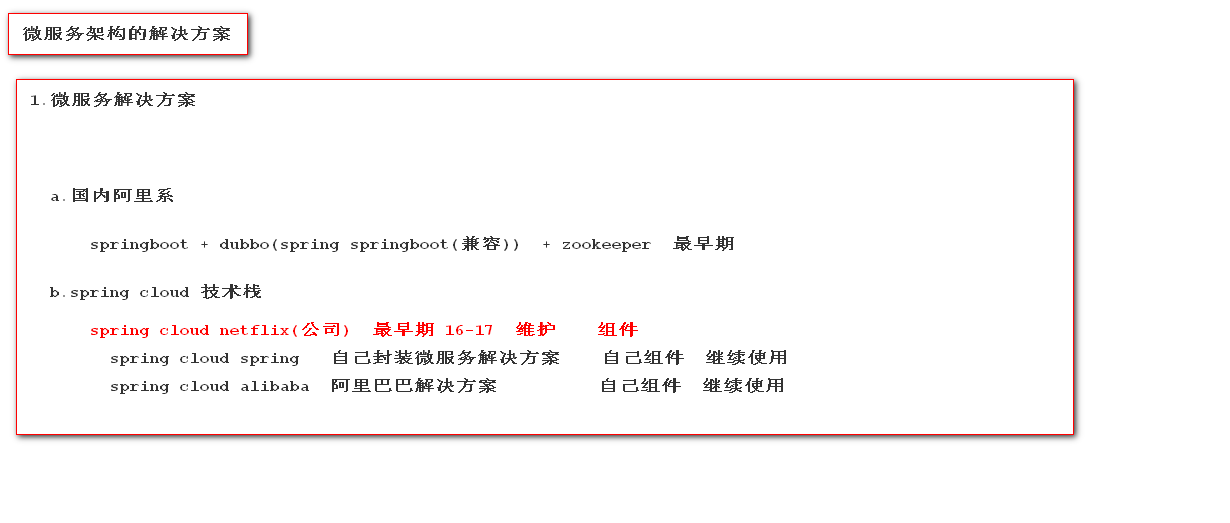 微服务架构的解决方案
1.微服务解决方案
a.国内阿里系
springboot + dubbo(spring springboot(兼容)) + zookeeper 最早期
b.spring cloud 技术栈
spring cloud netflix(公司) 最早期 16-17 维护 组件
spring cloud spring 自己封装微服务解决方案 自己组件 继续使用
spring cloud alibaba 阿里巴巴解决方案 自己组件 继续使用